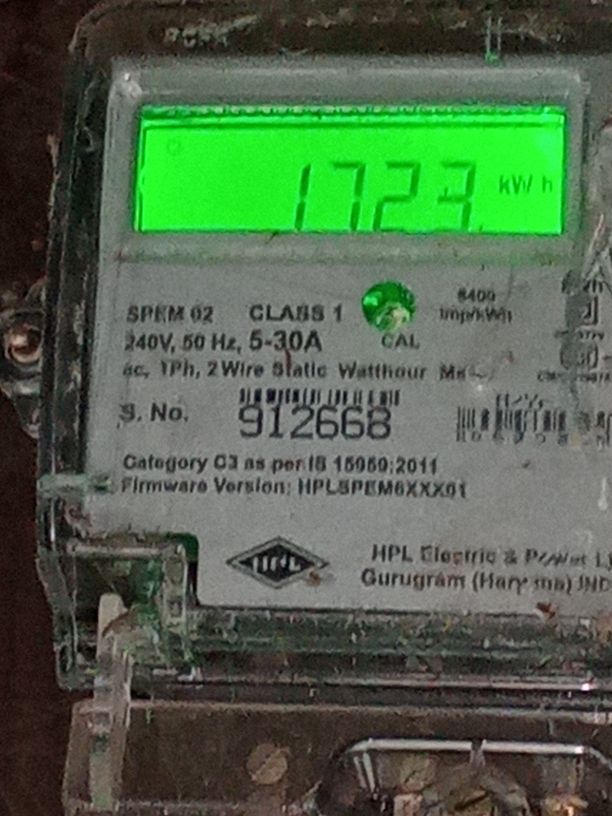 1723 kWh
SPEM 02 CLASS 1 6400
imp/kWh
240V, 50 Hz, 5-30A CAL
ac, 1Ph, 2 Wire Static Watthour
S. No. 912668
Category C3 as per IS 15959:2011
Firmware Version: HPLSPEM6XXX01
HPL
HPL Electric & Power
Gurugram